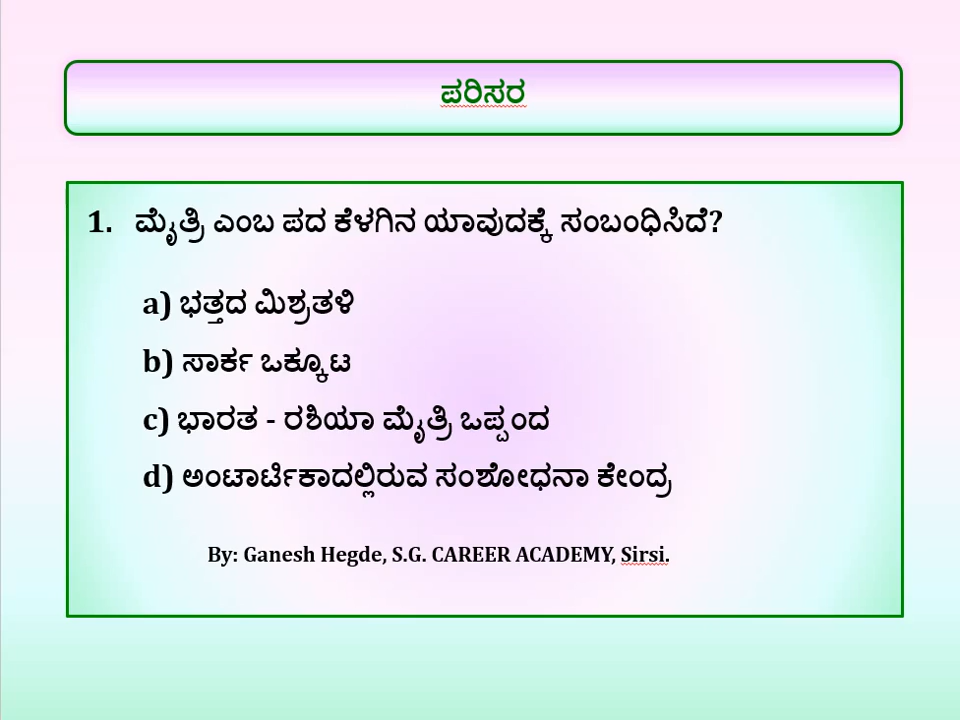 ಪರಿಸರ
1. ಮೈತ್ರಿ ಎಂಬ ಪದ ಕೆಳಗಿನ ಯಾವುದಕ್ಕೆ ಸಂಬಂಧಿಸಿದೆ?
a) ಭತ್ತದ ಮಿಶ್ರತಳಿ
b) ಸಾರ್ಕ ಒಕ್ಕೂಟ
c) ಭಾರತ - ರಶಿಯಾ ಮೈತ್ರಿ ಒಪ್ಪಂದ
d) ಅಂಟಾರ್ಟಿಕಾದಲ್ಲಿರುವ ಸಂಶೋಧನಾ ಕೇಂದ್ರ
By: Ganesh Hegde, S.G. CAREER ACADEMY, Sirsi.